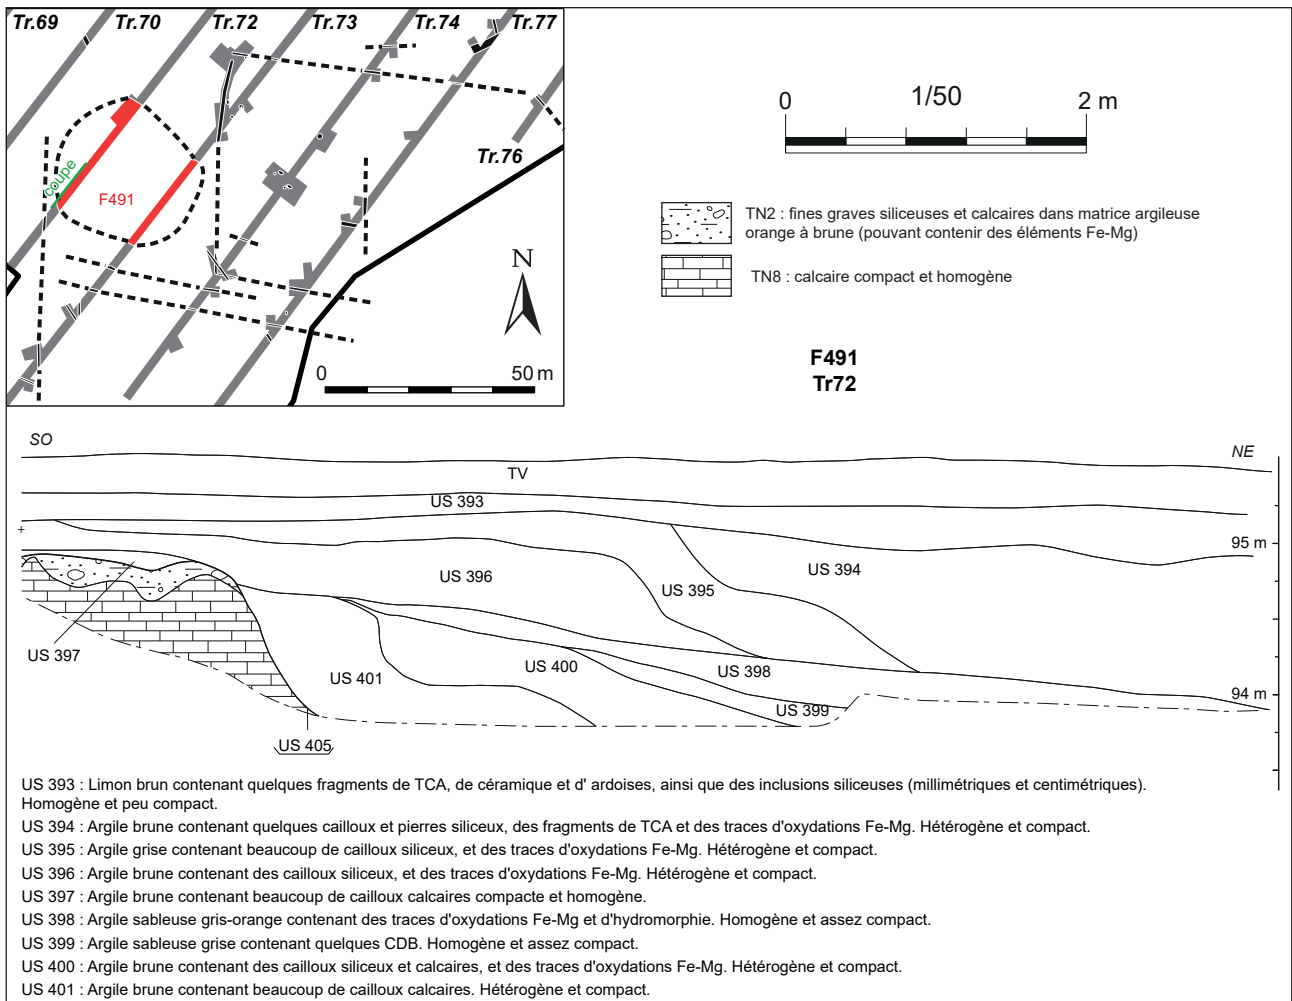 Tr.69 Tr.70 Tr.72 Tr.73 Tr.74 Tr.77
Tr.76
coupe
F491
N
0 50 m
0 1/50 2 m
TN2 : fines graves siliceuses et calcaires dans matrice argileuse
orange à brune (pouvant contenir des éléments Fe-Mg)
TN8 : calcaire compact et homogène
F491
Tr72
SO
NE
TV
US 393
95 m
US 396
US 395
US 394
US 397
US 401
US 400
US 398
94 m
US 399
US 405
US 393 : Limon brun contenant quelques fragments de TCA, de céramique et d' ardoises, ainsi que des inclusions siliceuses (millimétriques et centimétriques).
Homogène et peu compact.
US 394 : Argile brune contenant quelques cailloux et pierres siliceux, des fragments de TCA et des traces d'oxydations Fe-Mg. Hétérogène et compact.
US 395 : Argile grise contenant beaucoup de cailloux siliceux, et des traces d'oxydations Fe-Mg. Hétérogène et compact.
US 396 : Argile brune contenant des cailloux siliceux, et des traces d'oxydations Fe-Mg. Hétérogène et compact.
US 397 : Argile brune contenant beaucoup de cailloux calcaires compacte et homogène.
US 398 : Argile sableuse gris-orange contenant des traces d'oxydations Fe-Mg et d'hydromorphie. Homogène et assez compact.
US 399 : Argile sableuse grise contenant quelques CDB. Homogène et assez compact.
US 400 : Argile brune contenant des cailloux siliceux et calcaires, et des traces d'oxydations Fe-Mg. Hétérogène et compact.
US 401 : Argile brune contenant beaucoup de cailloux calcaires. Hétérogène et compact.